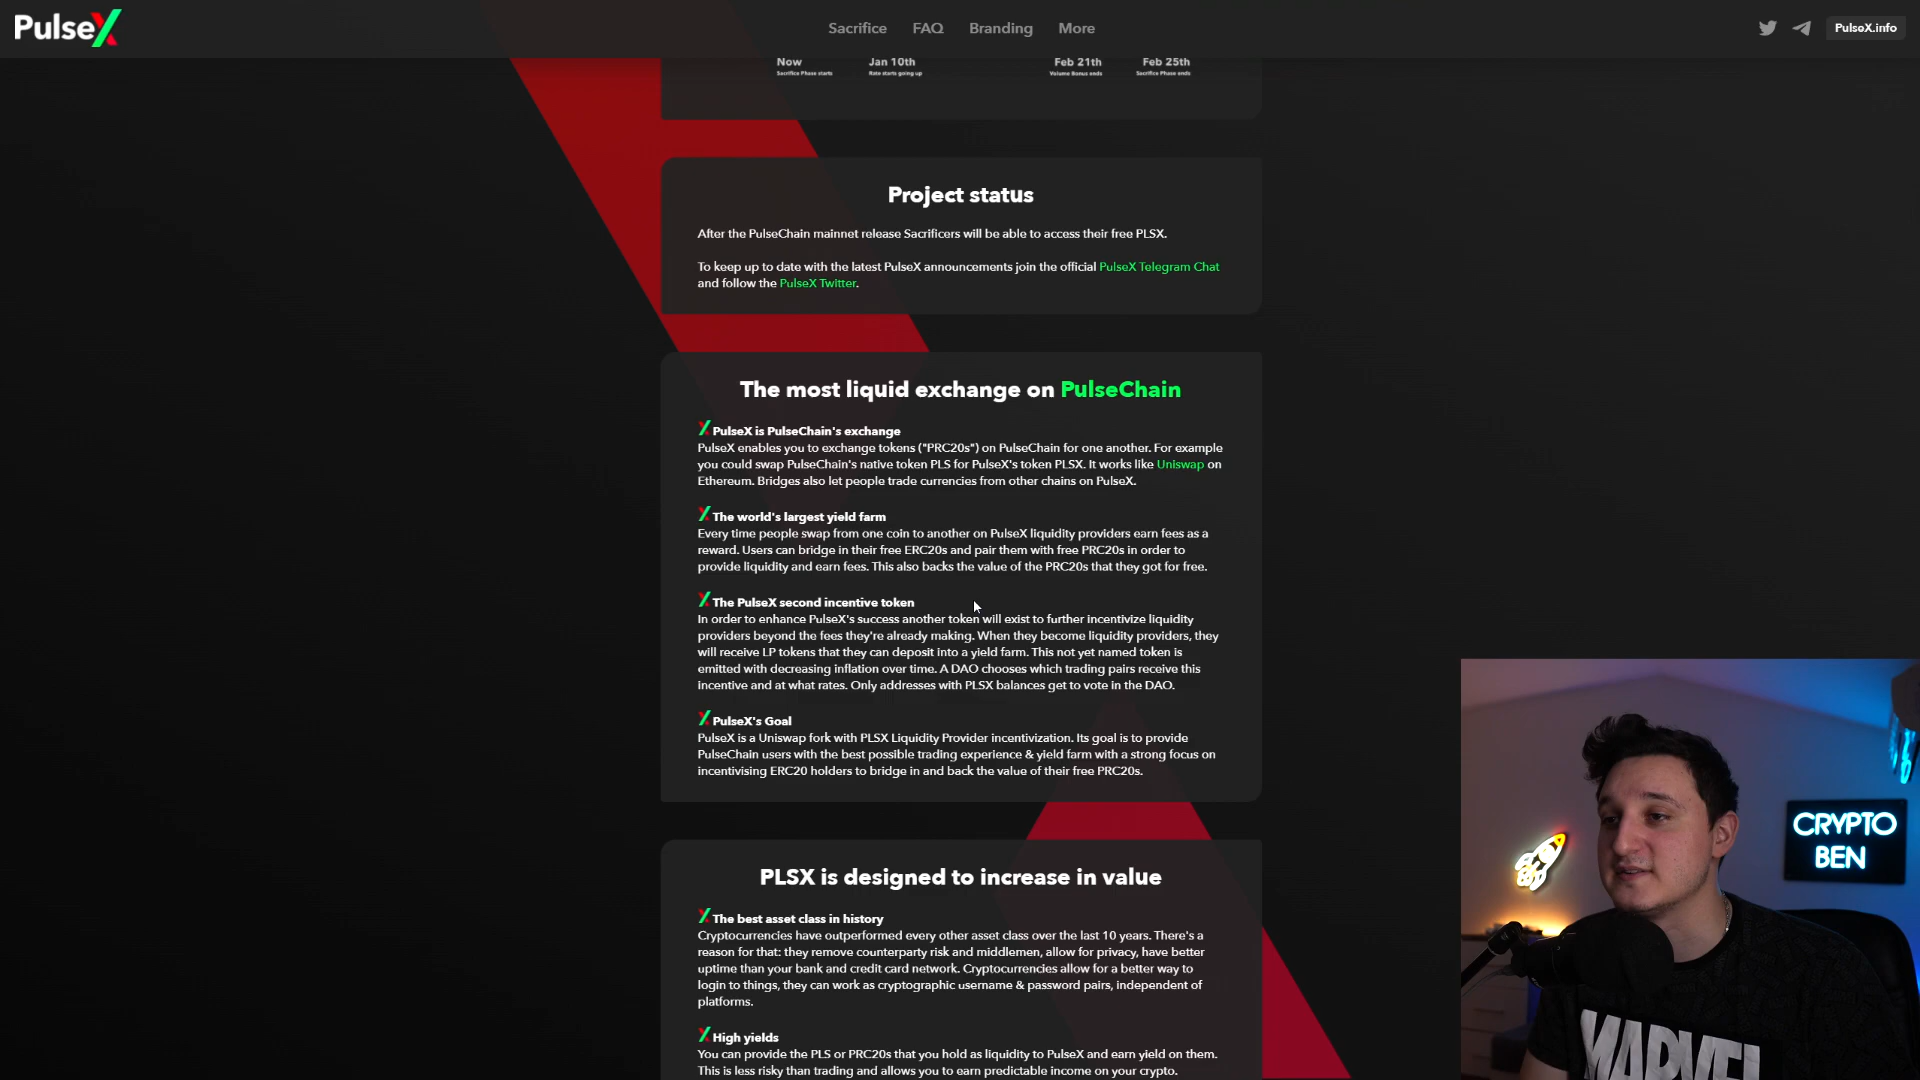 PulseX
Sacrifice FAQ Branding More
PulseX.info
Now Jan 10th Feb 21th Feb 25th
Sacrifice Phase starts Rate starts going up Volume Bonus ends Sacrifice Phase ends
Project status
After the PulseChain mainnet release Sacrificers will be able to access their free PLSX.
To keep up to date with the latest PulseX announcements join the official PulseX Telegram Chat
and follow the PulseX Twitter.
The most liquid exchange on PulseChain
PulseX is PulseChain's exchange
PulseX enables you to exchange tokens ("PRC20s") on PulseChain for one another. For example
you could swap PulseChain's native token PLS for PulseX's token PLSX. It works like Uniswap on
Ethereum. Bridges also let people trade currencies from other chains on PulseX.
The world's largest yield farm
Every time people swap from one coin to another on PulseX liquidity providers earn fees as a
reward. Users can bridge in their free ERC20s and pair them with free PRC20s in order to
provide liquidity and earn fees. This also backs the value of the PRC20s that they got for free.
The PulseX second incentive token
In order to enhance PulseX's success another token will exist to further incentivize liquidity
providers beyond the fees they're already making. When they become liquidity providers, they
will receive LP tokens that they can deposit into a yield farm. This not yet named token is
emitted with decreasing inflation over time. A DAO chooses which trading pairs receive this
incentive and at what rates. Only addresses with PLSX balances get to vote in the DAO.
PulseX's Goal
PulseX is a Uniswap fork with PLSX Liquidity Provider incentivization. Its goal is to provide
PulseChain users with the best possible trading experience & yield farm with a strong focus on
incentivising ERC20 holders to bridge in and back the value of their free PRC20s.
PLSX is designed to increase in value
The best asset class in history
Cryptocurrencies have outperformed every other asset class over the last 10 years. There's a
reason for that: they remove counterparty risk and middlemen, allow for privacy, have better
uptime than your bank and credit card network. Cryptocurrencies allow for a better way to
login to things, they can work as cryptographic username & password pairs, independent of
platforms.
High yields
You can provide the PLS or PRC20s that you hold as liquidity to PulseX and earn yield on them.
This is less risky than trading and allows you to earn predictable income on your crypto.
CRYPTO
BEN
MARVEL